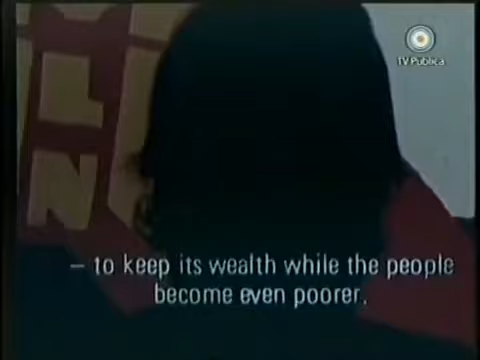 TV Pública
L
N
– to keep its wealth while the people
become even poorer.